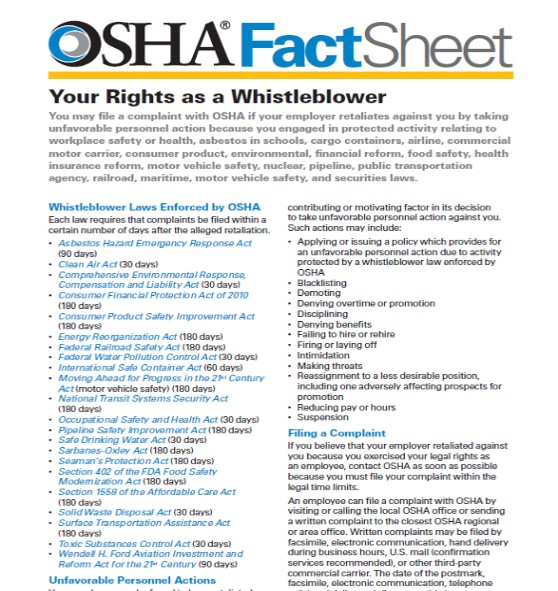 OSHA® FactSheet
Your Rights as a Whistleblower
You may file a complaint with OSHA if your employer retaliates against you by taking
unfavorable personnel action because you engaged in protected activity relating to
workplace safety or health, asbestos in schools, cargo containers, airline, commercial
motor carrier, consumer product, environmental, financial reform, food safety, health
insurance reform, motor vehicle safety, nuclear, pipeline, public transportation
agency, railroad, maritime, motor vehicle safety, and securities laws.
Whistleblower Laws Enforced by OSHA
Each law requires that complaints be filed within a
certain number of days after the alleged retaliation.
• Asbestos Hazard Emergency Response Act
(90 days)
• Clean Air Act (30 days)
• Comprehensive Environmental Response,
Compensation and Liability Act (30 days)
• Consumer Financial Protection Act of 2010
(180 days)
• Consumer Product Safety Improvement Act
(180 days)
• Energy Reorganization Act (180 days)
• Federal Railroad Safety Act (180 days)
• Federal Water Pollution Control Act (30 days)
• International Safe Container Act (60 days)
• Moving Ahead for Progress in the 21st Century
Act (motor vehicle safety) (180 days)
• National Transit Systems Security Act
(180 days)
• Occupational Safety and Health Act (30 days)
• Pipeline Safety Improvement Act (180 days)
• Safe Drinking Water Act (30 days)
• Sarbanes-Oxley Act (180 days)
• Seaman's Protection Act (180 days)
• Section 402 of the FDA Food Safety
Modernization Act (180 days)
• Section 1558 of the Affordable Care Act
(180 days)
• Solid Waste Disposal Act (30 days)
• Surface Transportation Assistance Act
(180 days)
• Toxic Substances Control Act (30 days)
• Wendell H. Ford Aviation Investment and
Reform Act for the 21st Century (90 days)
Unfavorable Personnel Actions
contributing or motivating factor in its decision
to take unfavorable personnel action against you.
Such actions may include:
• Applying or issuing a policy which provides for
an unfavorable personnel action due to activity
protected by a whistleblower law enforced by
OSHA
• Blacklisting
• Demoting
• Denying overtime or promotion
• Disciplining
• Denying benefits
• Failing to hire or rehire
• Firing or laying off
• Intimidation
• Making threats
• Reassignment to a less desirable position,
including one adversely affecting prospects for
promotion
• Reducing pay or hours
• Suspension
Filing a Complaint
If you believe that your employer retaliated against
you because you exercised your legal rights as
an employee, contact OSHA as soon as possible
because you must file your complaint within the
legal time limits.
An employee can file a complaint with OSHA by
visiting or calling the local OSHA office or sending
a written complaint to the closest OSHA regional
or area office. Written complaints may be filed by
facsimile, electronic communication, hand delivery
during business hours, U.S. mail (confirmation
services recommended), or other third-party
commercial carrier. The date of the postmark,
facsimile, electronic communication, telephone